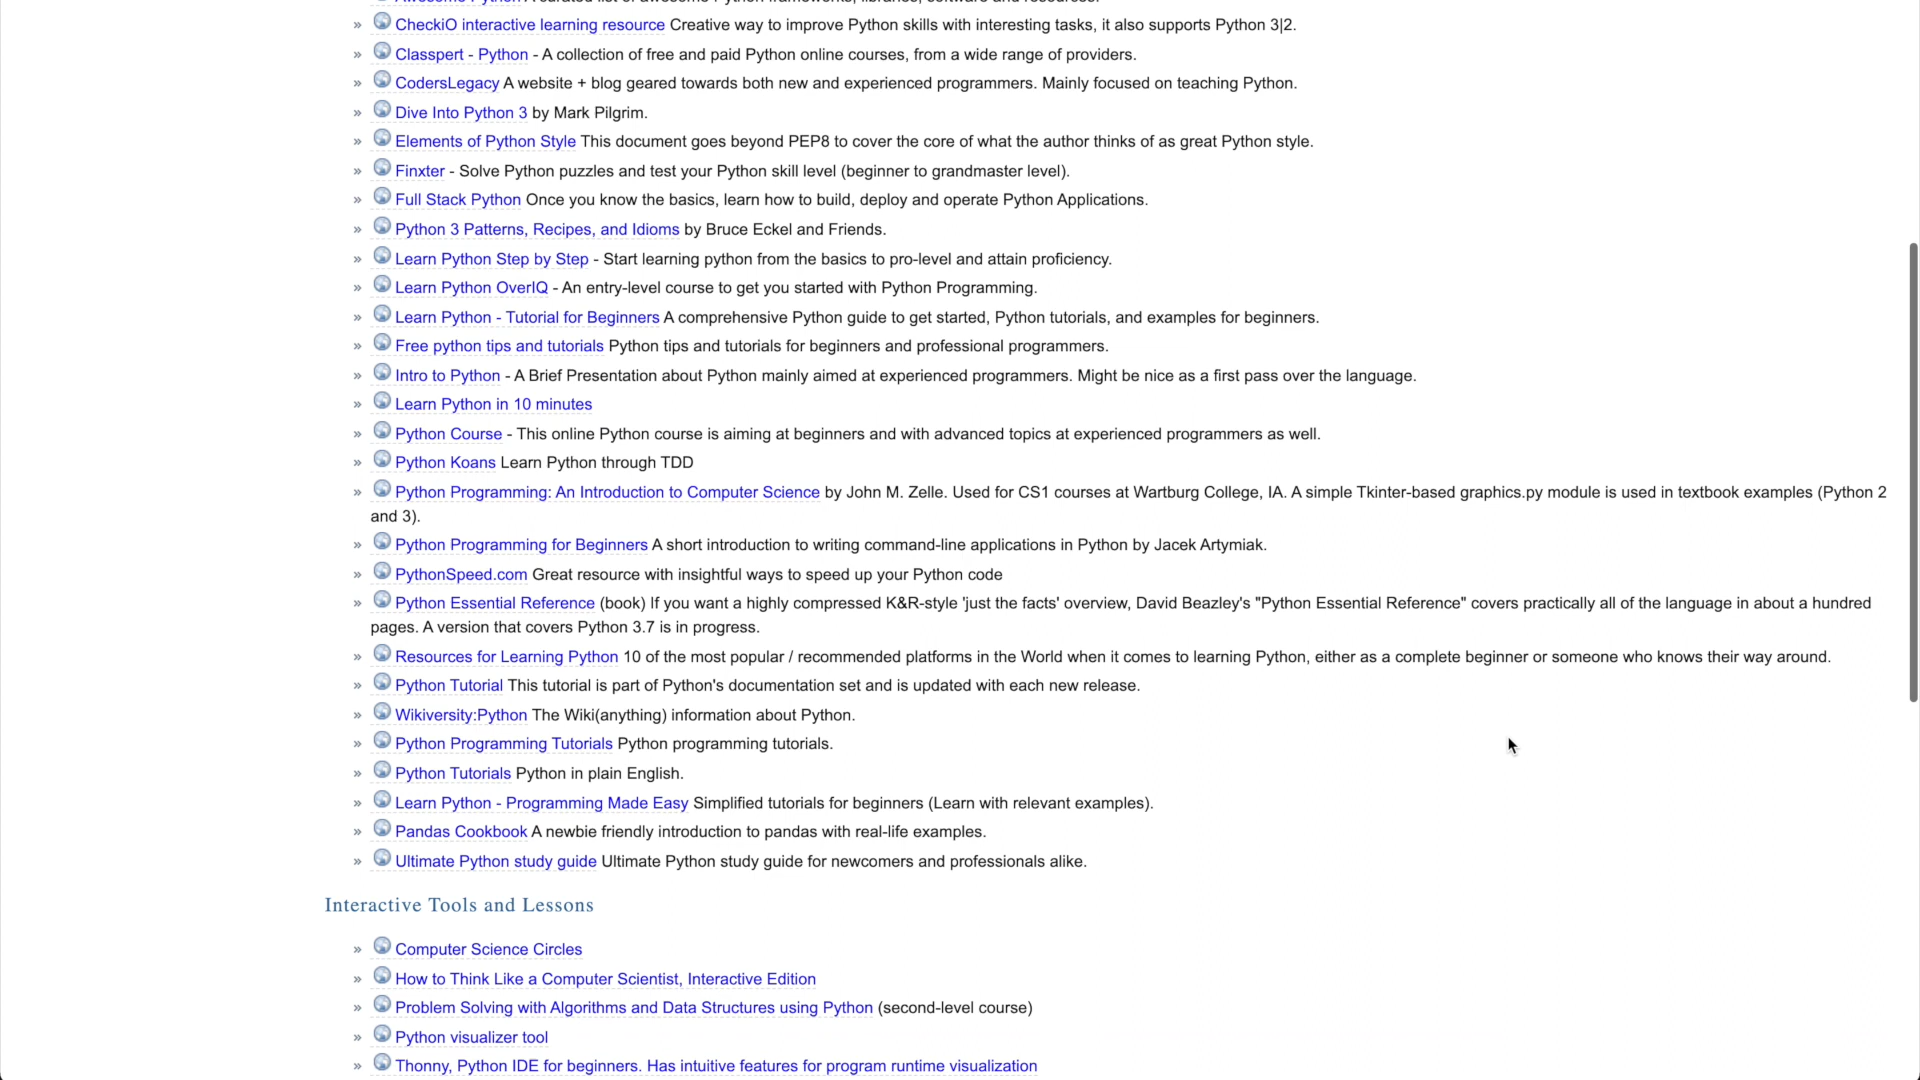 » CheckiO interactive learning resource Creative way to improve Python skills with interesting tasks, it also supports Python 3|2.
» Classpert - Python - A collection of free and paid Python online courses, from a wide range of providers.
» CodersLegacy A website + blog geared towards both new and experienced programmers. Mainly focused on teaching Python.
» Dive Into Python 3 by Mark Pilgrim.
» Elements of Python Style This document goes beyond PEP8 to cover the core of what the author thinks of as great Python style.
» Finxter - Solve Python puzzles and test your Python skill level (beginner to grandmaster level).
» Full Stack Python Once you know the basics, learn how to build, deploy and operate Python Applications.
» Python 3 Patterns, Recipes, and Idioms by Bruce Eckel and Friends.
» Learn Python Step by Step - Start learning python from the basics to pro-level and attain proficiency.
» Learn Python OverIQ - An entry-level course to get you started with Python Programming.
» Learn Python - Tutorial for Beginners A comprehensive Python guide to get started, Python tutorials, and examples for beginners.
» Free python tips and tutorials Python tips and tutorials for beginners and professional programmers.
» Intro to Python - A Brief Presentation about Python mainly aimed at experienced programmers. Might be nice as a first pass over the language.
» Learn Python in 10 minutes
» Python Course - This online Python course is aiming at beginners and with advanced topics at experienced programmers as well.
» Python Koans Learn Python through TDD
» Python Programming: An Introduction to Computer Science by John M. Zelle. Used for CS1 courses at Wartburg College, IA. A simple Tkinter-based graphics.py module is used in textbook examples (Python 2
and 3).
» Python Programming for Beginners A short introduction to writing command-line applications in Python by Jacek Artymiak.
» PythonSpeed.com Great resource with insightful ways to speed up your Python code
» Python Essential Reference (book) If you want a highly compressed K&R-style 'just the facts' overview, David Beazley's "Python Essential Reference" covers practically all of the language in about a hundred
pages. A version that covers Python 3.7 is in progress.
» Resources for Learning Python 10 of the most popular / recommended platforms in the World when it comes to learning Python, either as a complete beginner or someone who knows their way around.
» Python Tutorial This tutorial is part of Python's documentation set and is updated with each new release.
» Wikiversity:Python The Wiki(anything) information about Python.
» Python Programming Tutorials Python programming tutorials.
» Python Tutorials Python in plain English.
» Learn Python - Programming Made Easy Simplified tutorials for beginners (Learn with relevant examples).
» Pandas Cookbook A newbie friendly introduction to pandas with real-life examples.
» Ultimate Python study guide Ultimate Python study guide for newcomers and professionals alike.
Interactive Tools and Lessons
» Computer Science Circles
» How to Think Like a Computer Scientist, Interactive Edition
» Problem Solving with Algorithms and Data Structures using Python (second-level course)
» Python visualizer tool
» Thonny, Python IDE for beginners. Has intuitive features for program runtime visualization